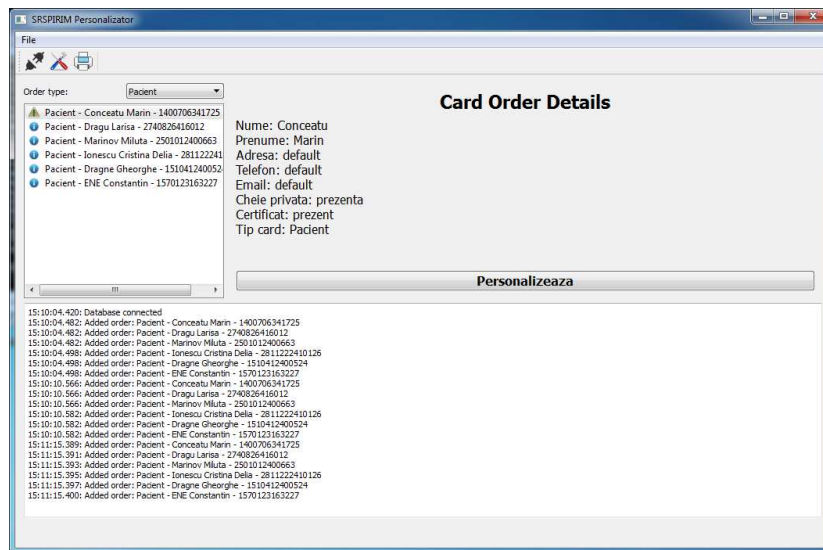 SRSPIRIM Personalizator
File
Order type:
Pacient
Pacient - Conceatu Marin - 1400706341725
Pacient - Dragu Larisa - 2740826416012
Pacient - Marinov Miluta - 2501012400663
Pacient - Ionescu Cristina Delia - 281122241
Pacient - Dragne Gheorghe - 151041240052
Pacient - ENE Constantin - 1570123163227
Card Order Details
Nume: Conceatu
Prenume: Marin
Adresa: default
Telefon: default
Email: default
Cheie privata: prezenta
Certificat: prezent
Tip card: Pacient
Personalizeaza
15:10:04.420: Database connected
15:10:04.482: Added order: Pacient - Conceatu Marin - 1400706341725
15:10:04.482: Added order: Pacient - Dragu Larisa - 2740826416012
15:10:04.482: Added order: Pacient - Marinov Miluta - 2501012400663
15:10:04.498: Added order: Pacient - Ionescu Cristina Delia - 2811222410126
15:10:04.498: Added order: Pacient - Dragne Gheorghe - 1510412400524
15:10:04.498: Added order: Pacient - ENE Constantin - 1570123163227
15:10:10.566: Added order: Pacient - Conceatu Marin - 1400706341725
15:10:10.566: Added order: Pacient - Dragu Larisa - 2740826416012
15:10:10.566: Added order: Pacient - Marinov Miluta - 2501012400663
15:10:10.582: Added order: Pacient - Ionescu Cristina Delia - 2811222410126
15:10:10.582: Added order: Pacient - Dragne Gheorghe - 1510412400524
15:10:10.582: Added order: Pacient - ENE Constantin - 1570123163227
15:11:15.389: Added order: Pacient - Conceatu Marin - 1400706341725
15:11:15.391: Added order: Pacient - Dragu Larisa - 2740826416012
15:11:15.393: Added order: Pacient - Marinov Miluta - 2501012400663
15:11:15.395: Added order: Pacient - Ionescu Cristina Delia - 2811222410126
15:11:15.397: Added order: Pacient - Dragne Gheorghe - 1510412400524
15:11:15.400: Added order: Pacient - ENE Constantin - 1570123163227